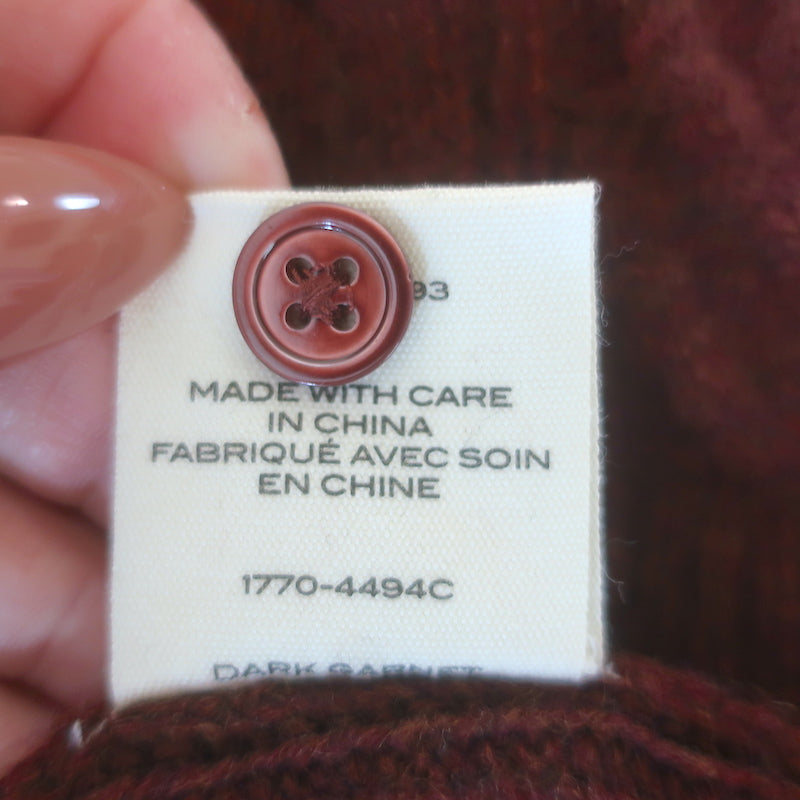 93
MADE WITH CARE
IN CHINA
FABRIQUÉ AVEC SOIN
EN CHINE
1770-4494C
DARK GARNET